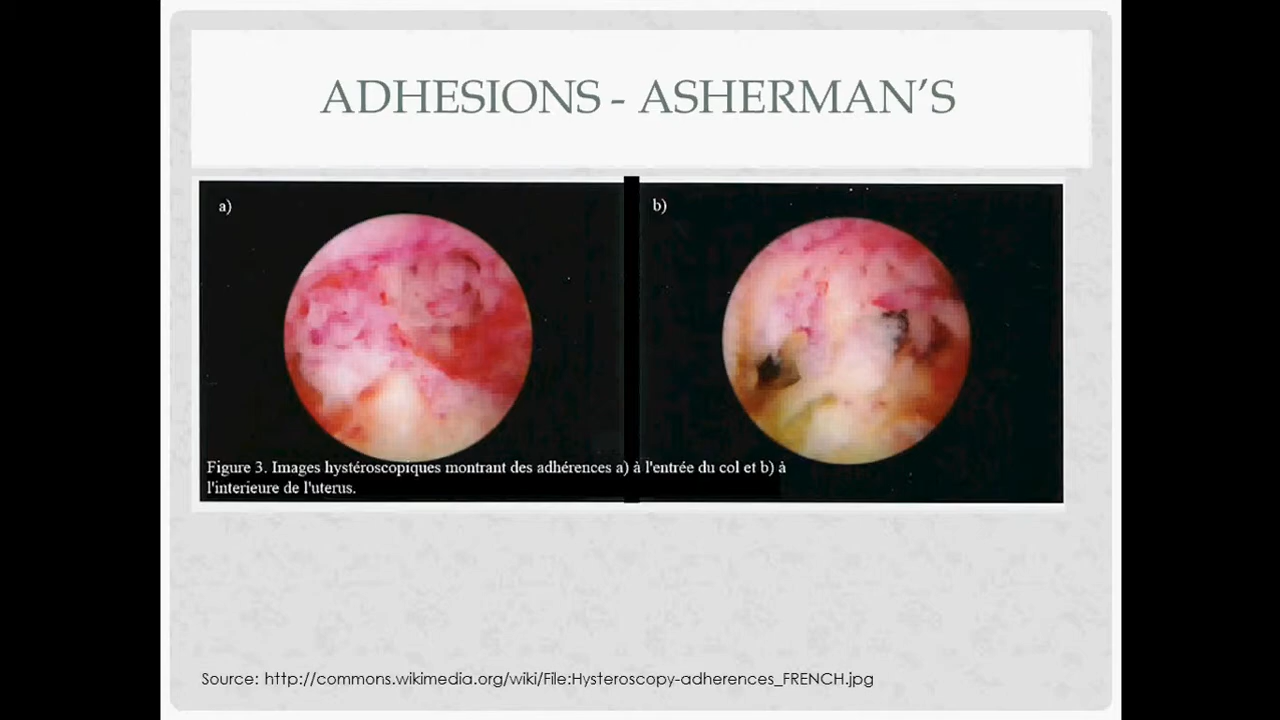 ADHESIONS - ASHERMAN'S
a)
b)
Figure 3. Images hystéroscopiques montrant des adhérences a) à l'entrée du col et b) à
l'interieure de l'uterus.
Source: http://commons.wikimedia.org/wiki/File:Hysteroscopy-adherences_FRENCH.jpg